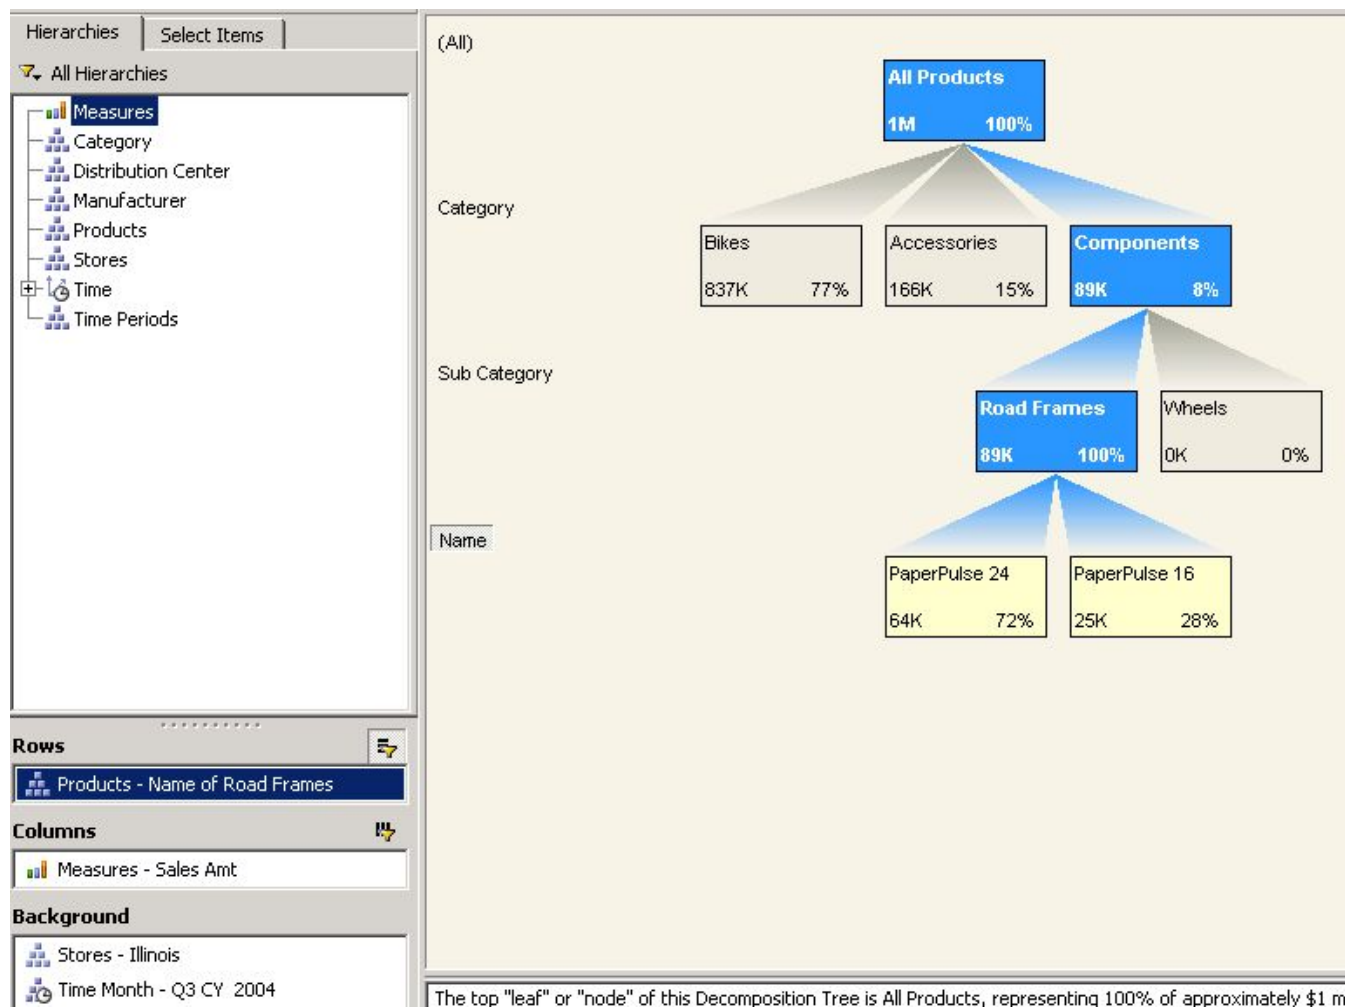 Hierarchies
Select Items
All Hierarchies
Measures
Category
Distribution Center
Manufacturer
Products
Stores
Time
Time Periods
Rows
Products - Name of Road Frames
Columns
Measures - Sales Amt
Background
Stores - Illinois
Time Month - Q3 CY 2004
(All)
All Products
1M 100%
Category
Bikes
837K 77%
Accessories
166K 15%
Components
89K 8%
Sub Category
Road Frames
89K 100%
Wheels
0K 0%
Name
PaperPulse 24
64K 72%
PaperPulse 16
25K 28%
The top "leaf" or "node" of this Decomposition Tree is All Products, representing 100% of approximately $1 m